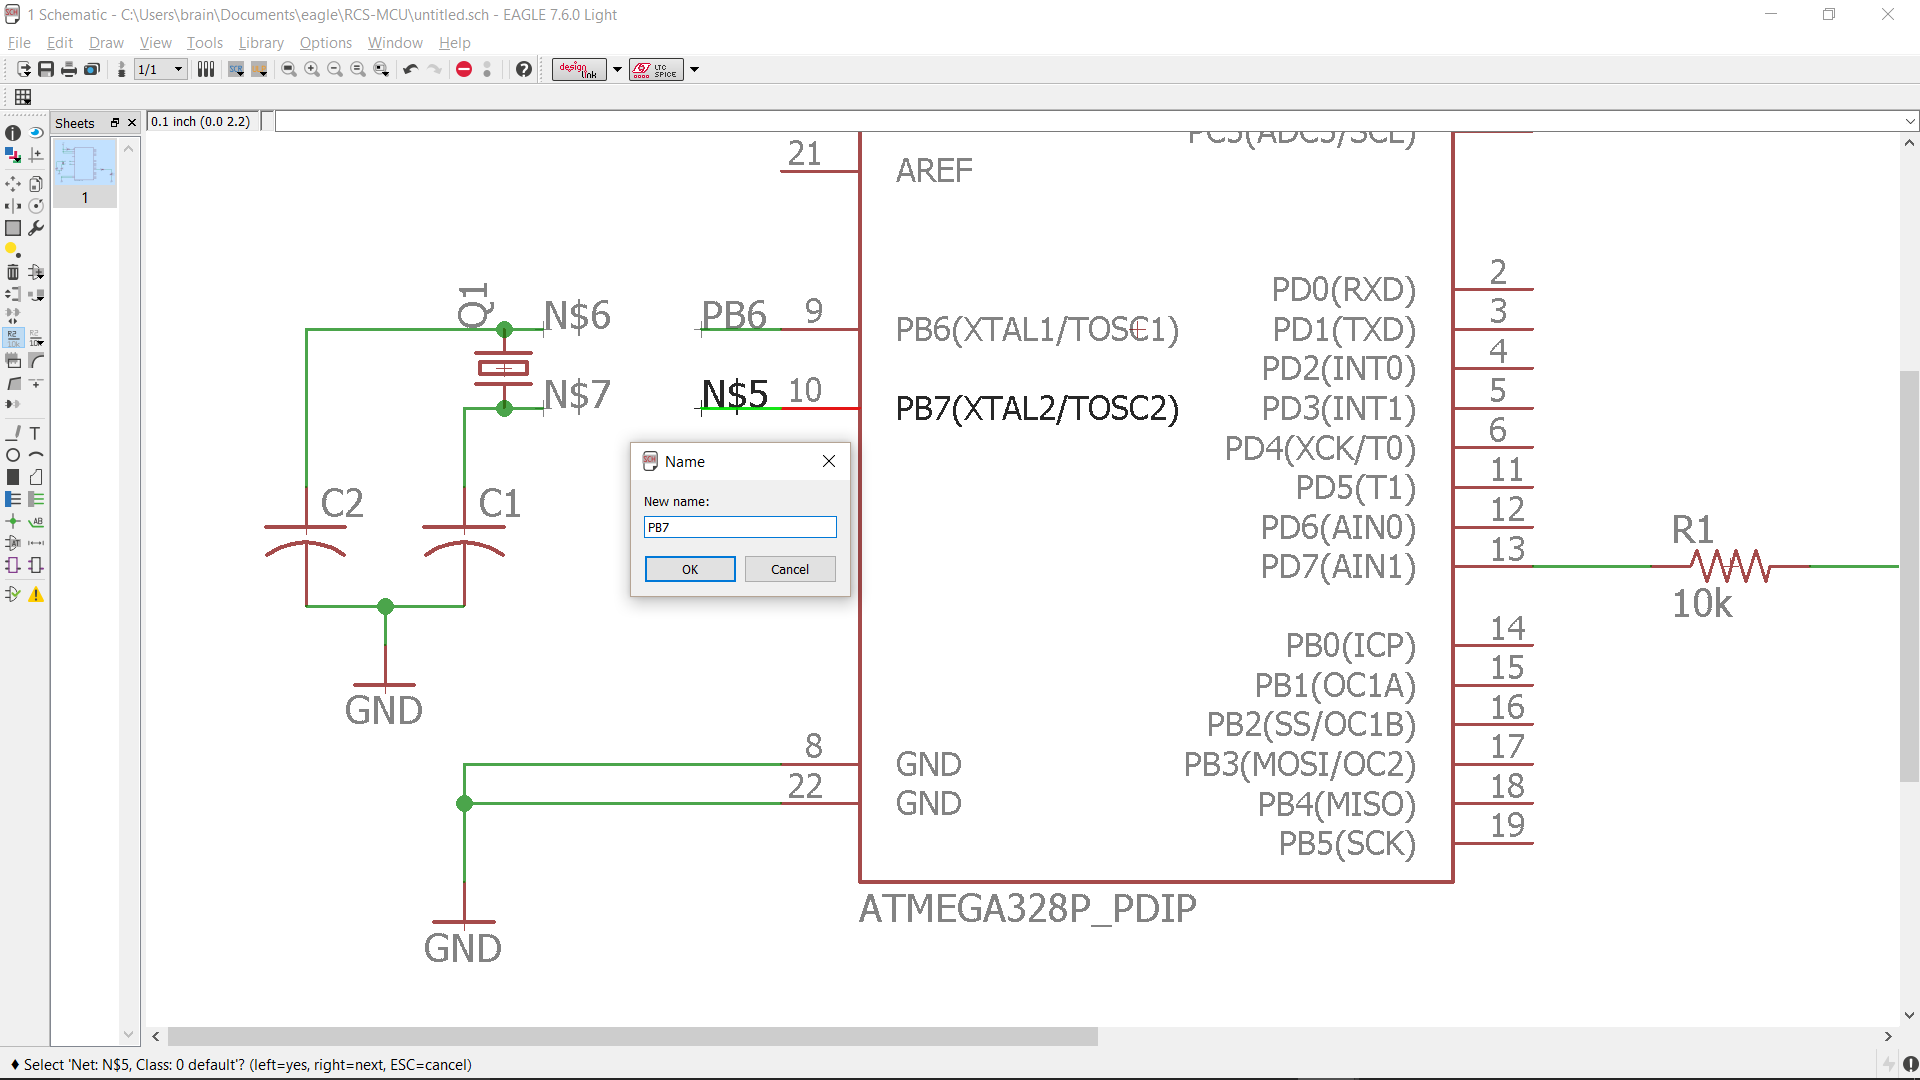 1 Schematic - C:\Users\brain\Documents\eagle\RCS-MCU\untitled.sch - EAGLE 7.6.0 Light
File Edit Draw View Tools Library Options Window Help
1/1
design link
LTC SPICE
Sheets
0.1 inch (0.0 2.2)
1
PC5(ADC5/SCL)
21
AREF
2
PD0(RXD)
Q1
N$6
PB6
9
PB6(XTAL1/TOSC1)
3
PD1(TXD)
4
PD2(INT0)
N$7
N$5
10
PB7(XTAL2/TOSC2)
5
PD3(INT1)
6
PD4(XCK/T0)
11
PD5(T1)
C2
C1
12
PD6(AIN0)
13
PD7(AIN1)
R1
10k
Name
New name:
PB7
OK
Cancel
GND
14
PB0(ICP)
15
PB1(OC1A)
16
PB2(SS/OC1B)
8
GND
17
PB3(MOSI/OC2)
22
GND
18
PB4(MISO)
19
PB5(SCK)
ATMEGA328P_PDIP
GND
Select 'Net: N$5, Class: 0 default'? (left=yes, right=next, ESC=cancel)